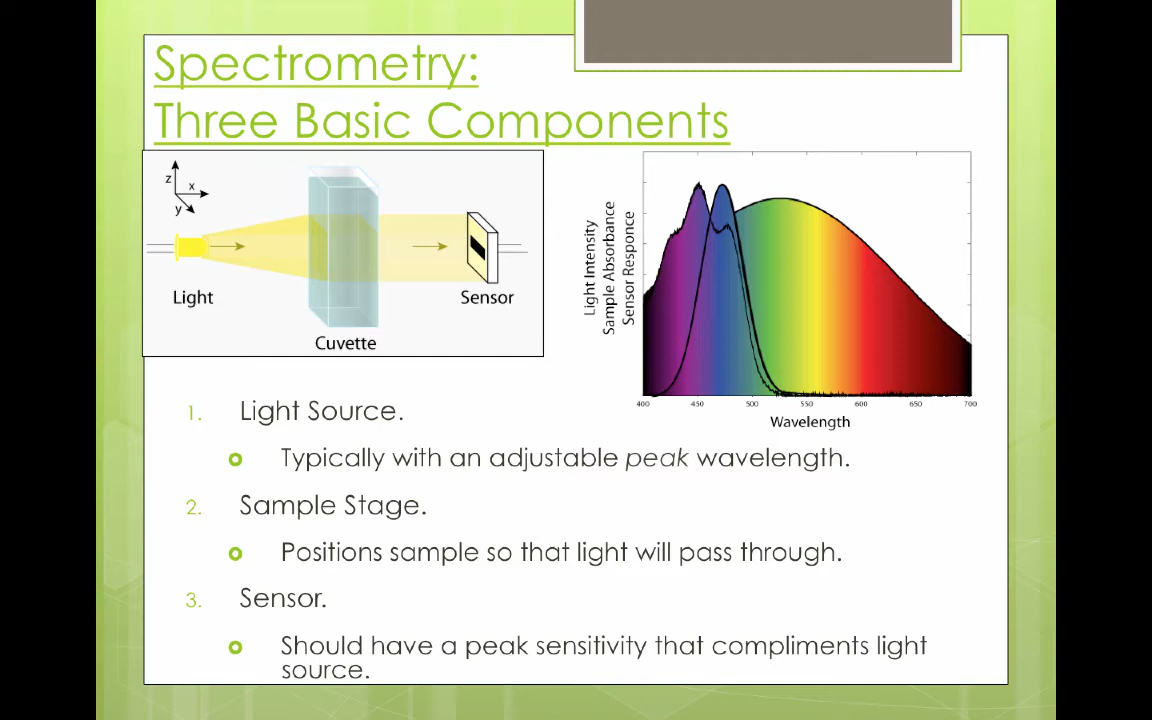 Spectrometry:
Three Basic Components
z
x
y
Light
Cuvette
Sensor
Light Intensity
Sample Absorbance
Sensor Responce
400 450 500 550 600 650 700
Wavelength
1. Light Source.
Typically with an adjustable peak wavelength.
2. Sample Stage.
Positions sample so that light will pass through.
3. Sensor.
Should have a peak sensitivity that compliments light
source.